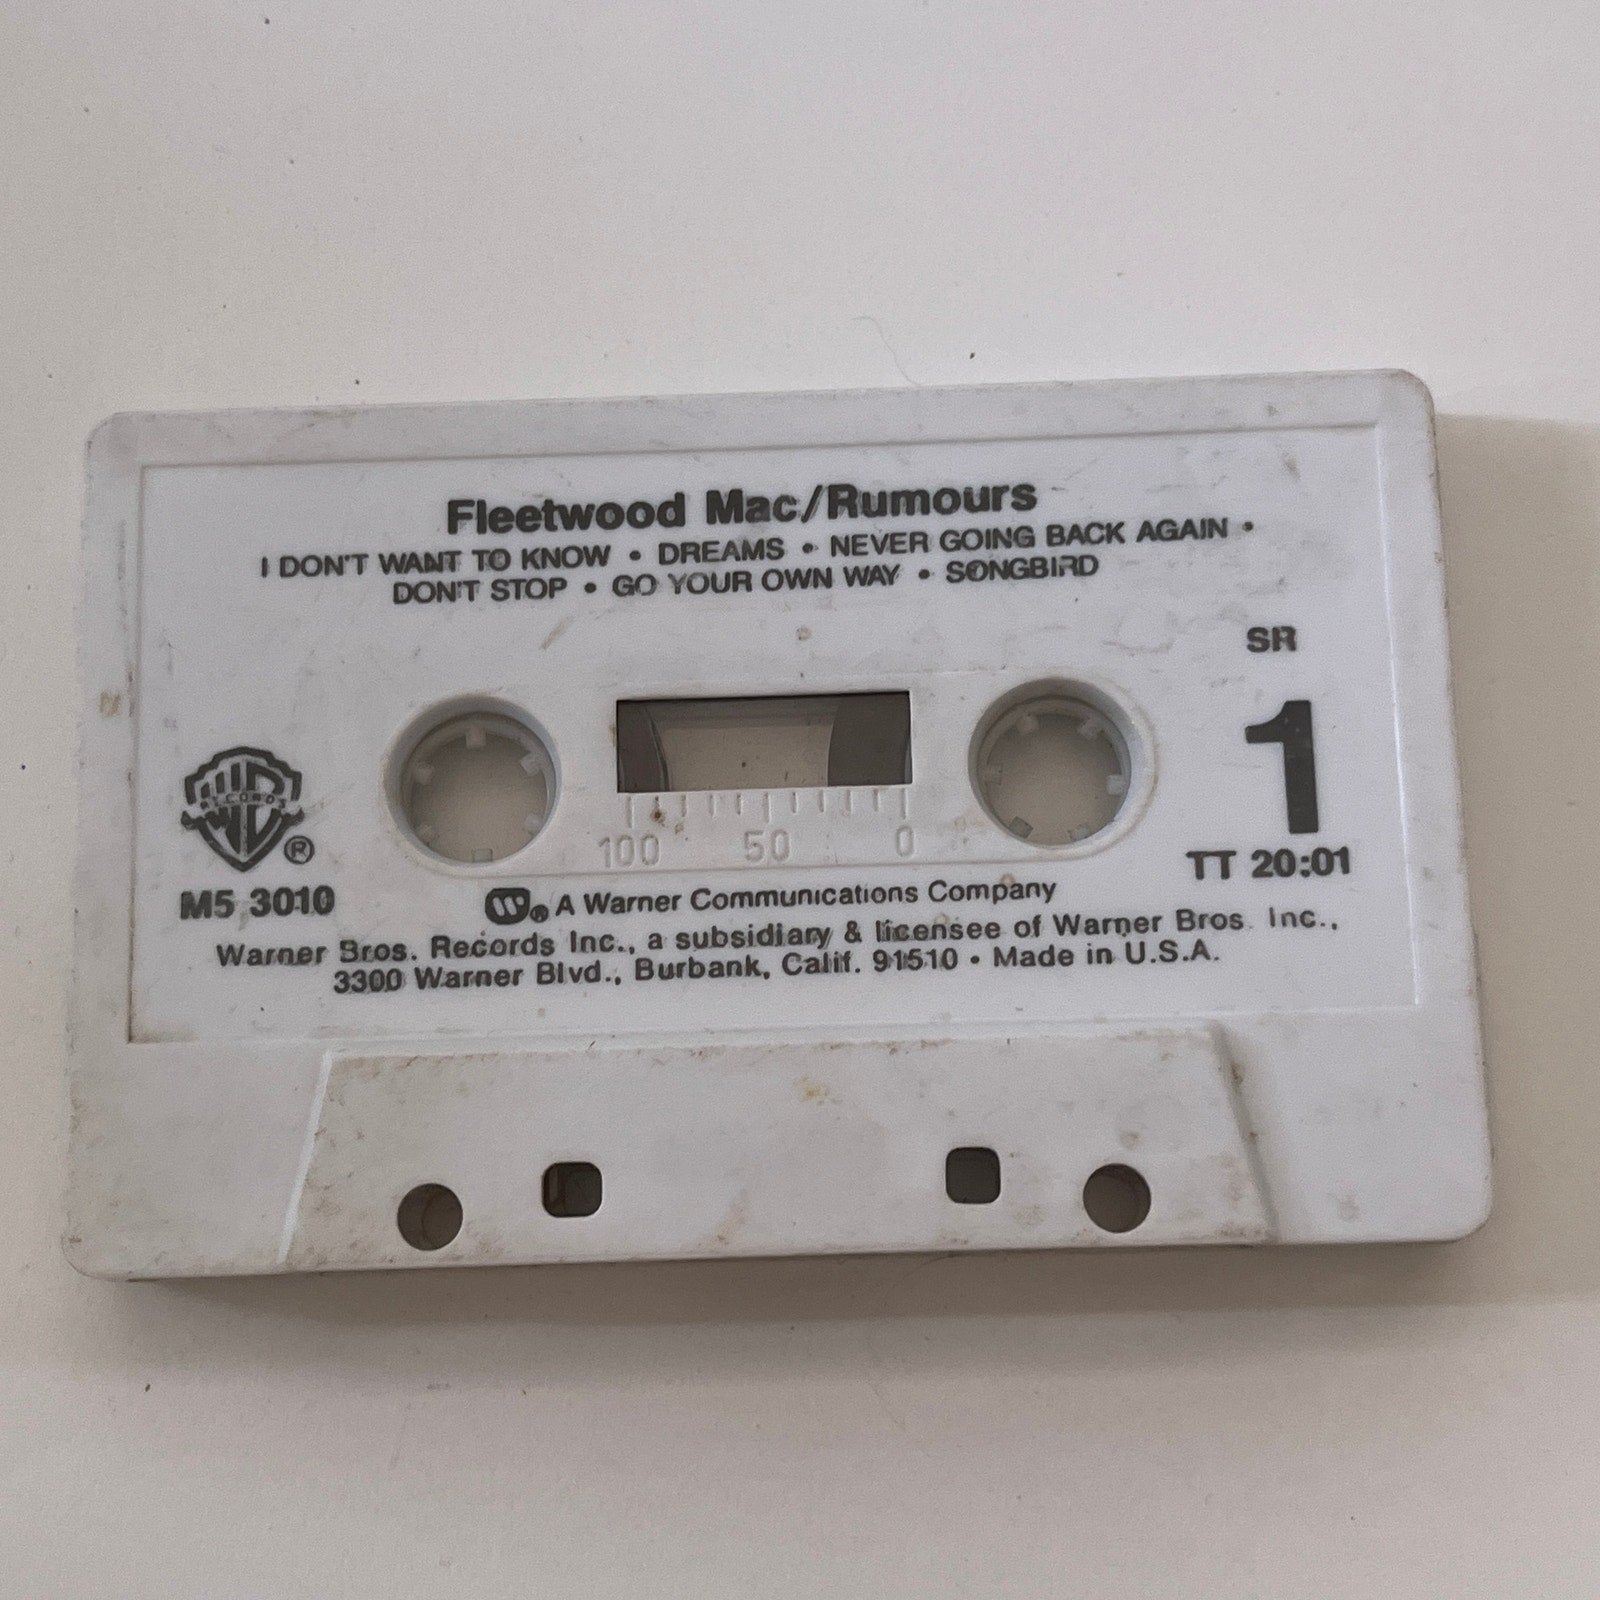 Fleetwood Mac/Rumours
I DON'T WANT TO KNOW • DREAMS • NEVER GOING BACK AGAIN •
DON'T STOP • GO YOUR OWN WAY • SONGBIRD
SR
1
TT 20:01
WB
RECORDS
®
M5 3010
100 50 0
W® A Warner Communications Company
Warner Bros. Records Inc., a subsidiary & licensee of Warner Bros. Inc.,
3300 Warner Blvd., Burbank, Calif. 91510 • Made in U.S.A.